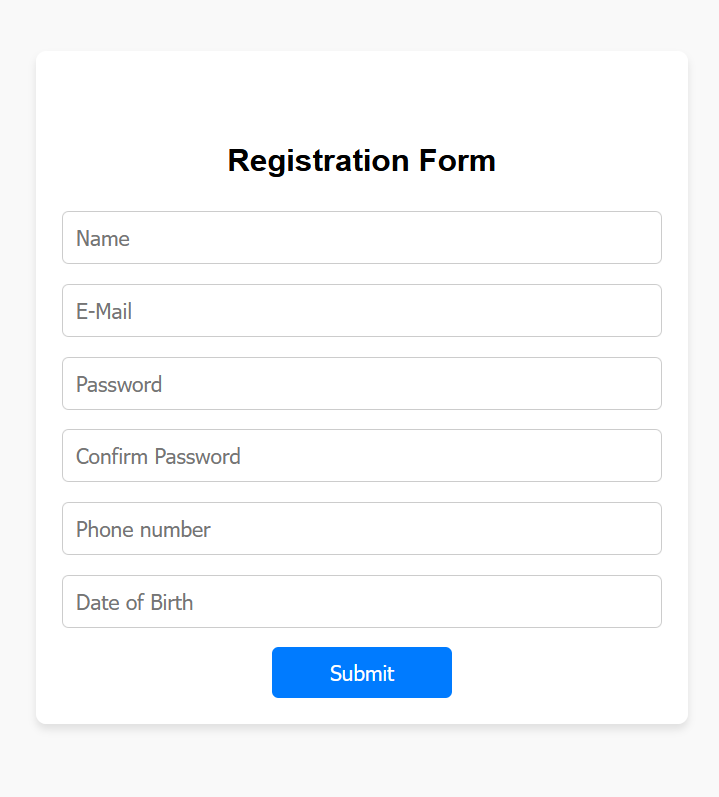 Registration Form
Name
E-Mail
Password
Confirm Password
Phone number
Date of Birth
Submit